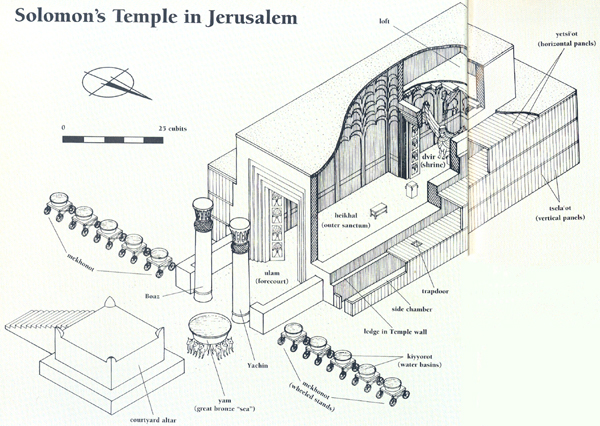 Solomon's Temple in Jerusalem
loft
yetsi'ot
(horizontal panels)
0
25 cubits
dvir
(shrine)
heikhal
(outer sanctum)
tsela'ot
(vertical panels)
mekhonot
ulam
(forecourt)
trapdoor
Boaz
side chamber
ledge in Temple wall
Yachin
kiyyorot
(water basins)
mekhonot
(wheeled stands)
yam
(great bronze "sea")
courtyard altar